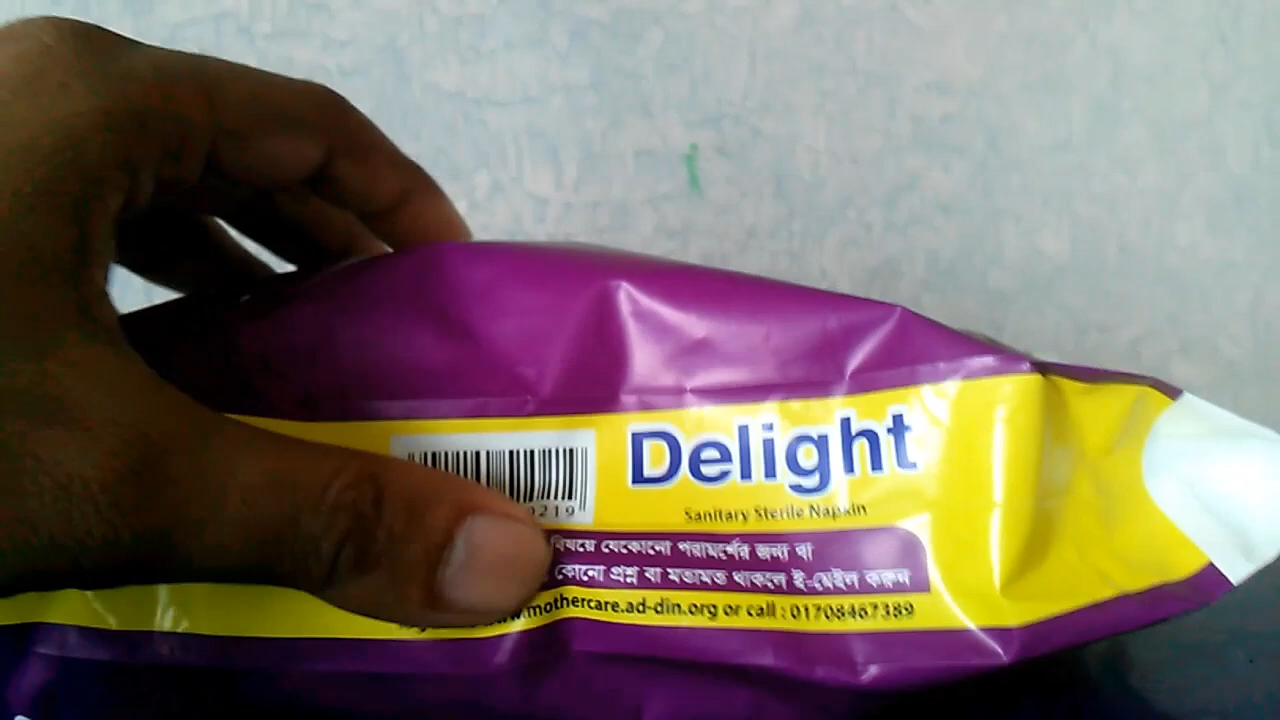 Delight
Sanitary Sterile Napkin
219
বিষয়ে যেকোনো পরামর্শের জন্য বা
কোনো প্রশ্ন বা মতামত থাকলে ই-মেইল করুন
.mothercare.ad-din.org or call : 01708467389